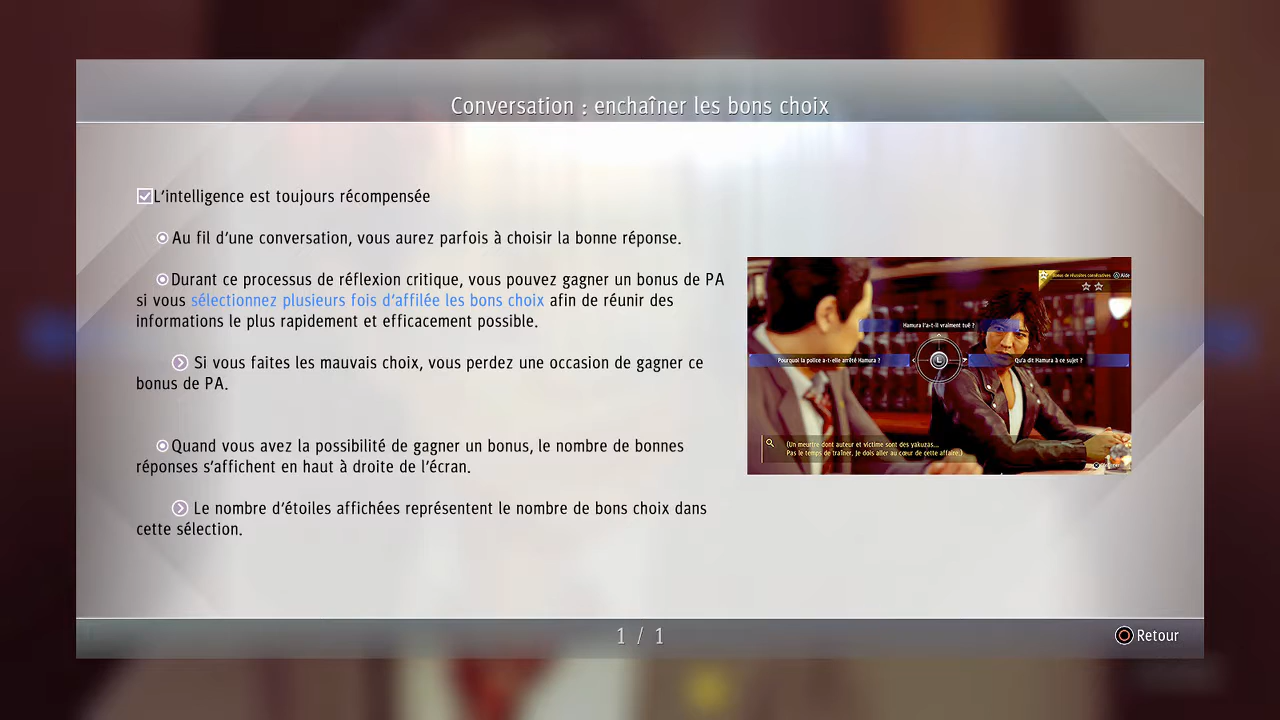 Conversation : enchaîner les bons choix
L'intelligence est toujours récompensée
Au fil d'une conversation, vous aurez parfois à choisir la bonne réponse.
Durant ce processus de réflexion critique, vous pouvez gagner un bonus de PA
si vous sélectionnez plusieurs fois d'affilée les bons choix afin de réunir des
informations le plus rapidement et efficacement possible.
Si vous faites les mauvais choix, vous perdez une occasion de gagner ce
bonus de PA.
Quand vous avez la possibilité de gagner un bonus, le nombre de bonnes
réponses s'affichent en haut à droite de l'écran.
Le nombre d'étoiles affichées représentent le nombre de bons choix dans
cette sélection.
Bonus de réussites consécutives Aide
Hamura l'a-t-il vraiment tué ?
Pourquoi la police a-t-elle arrêté Hamura ?
L
Qu'a dit Hamura à ce sujet ?
(Un meurtre dont auteur et victime sont des yakuzas...
Pas le temps de traîner, je dois aller au cœur de cette affaire.)
1 / 1
Retour